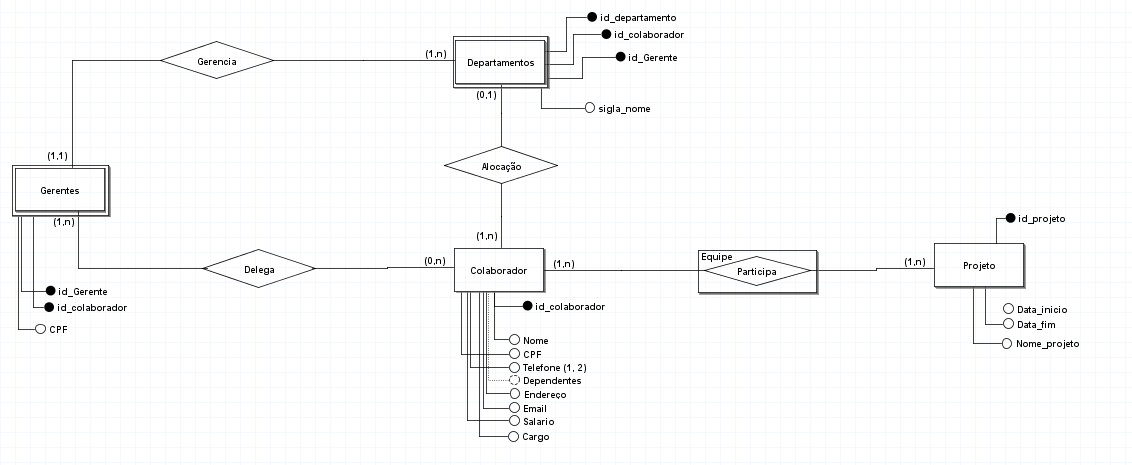 id_departamento
id_colaborador
id_Gerente
sigla_nome
(1,n)
Departamentos
(0,1)
Gerencia
(1,1)
Gerentes
(1,n)
id_Gerente
id_colaborador
CPF
Alocação
(1,n)
Delega
(0,n)
Colaborador
(1,n)
id_colaborador
Nome
CPF
Telefone (1, 2)
Dependentes
Endereço
Email
Salario
Cargo
Equipe
Participa
(1,n)
Projeto
id_projeto
Data_inicio
Data_fim
Nome_projeto